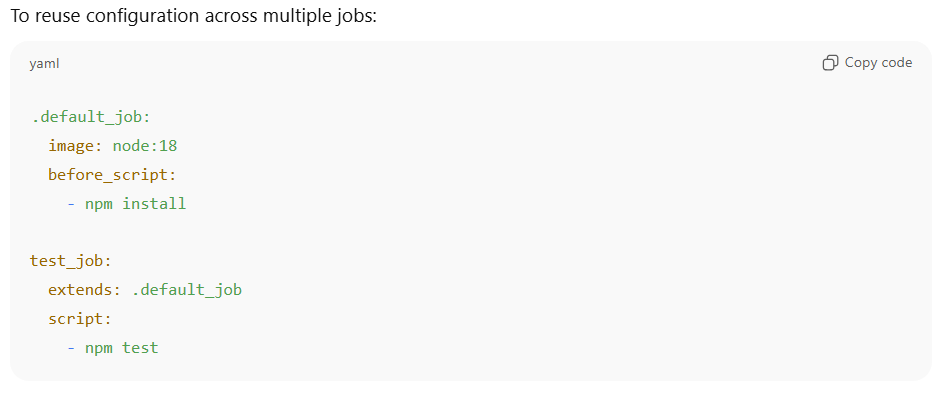 To reuse configuration across multiple jobs:
yaml
Copy code
.default_job:
  image: node:18
  before_script:
    - npm install
test_job:
  extends: .default_job
  script:
    - npm test